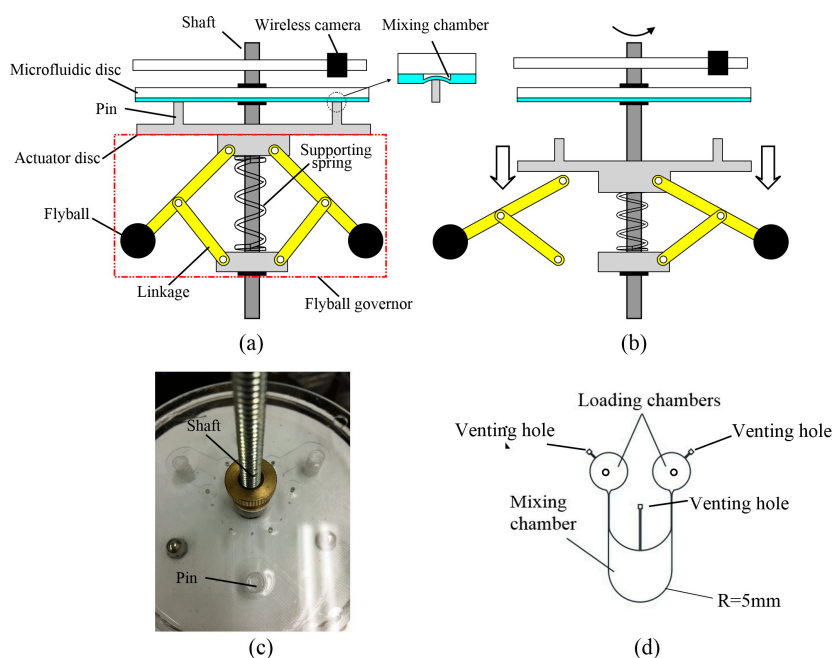 Shaft
Wireless camera
Mixing chamber
Microfluidic disc
Pin
Actuator disc
Supporting
spring
Flyball
Linkage
Flyball governor
(a)
(b)
Shaft
Pin
(c)
Loading chambers
Venting hole
Venting hole
Venting hole
Mixing
chamber
R=5mm
(d)